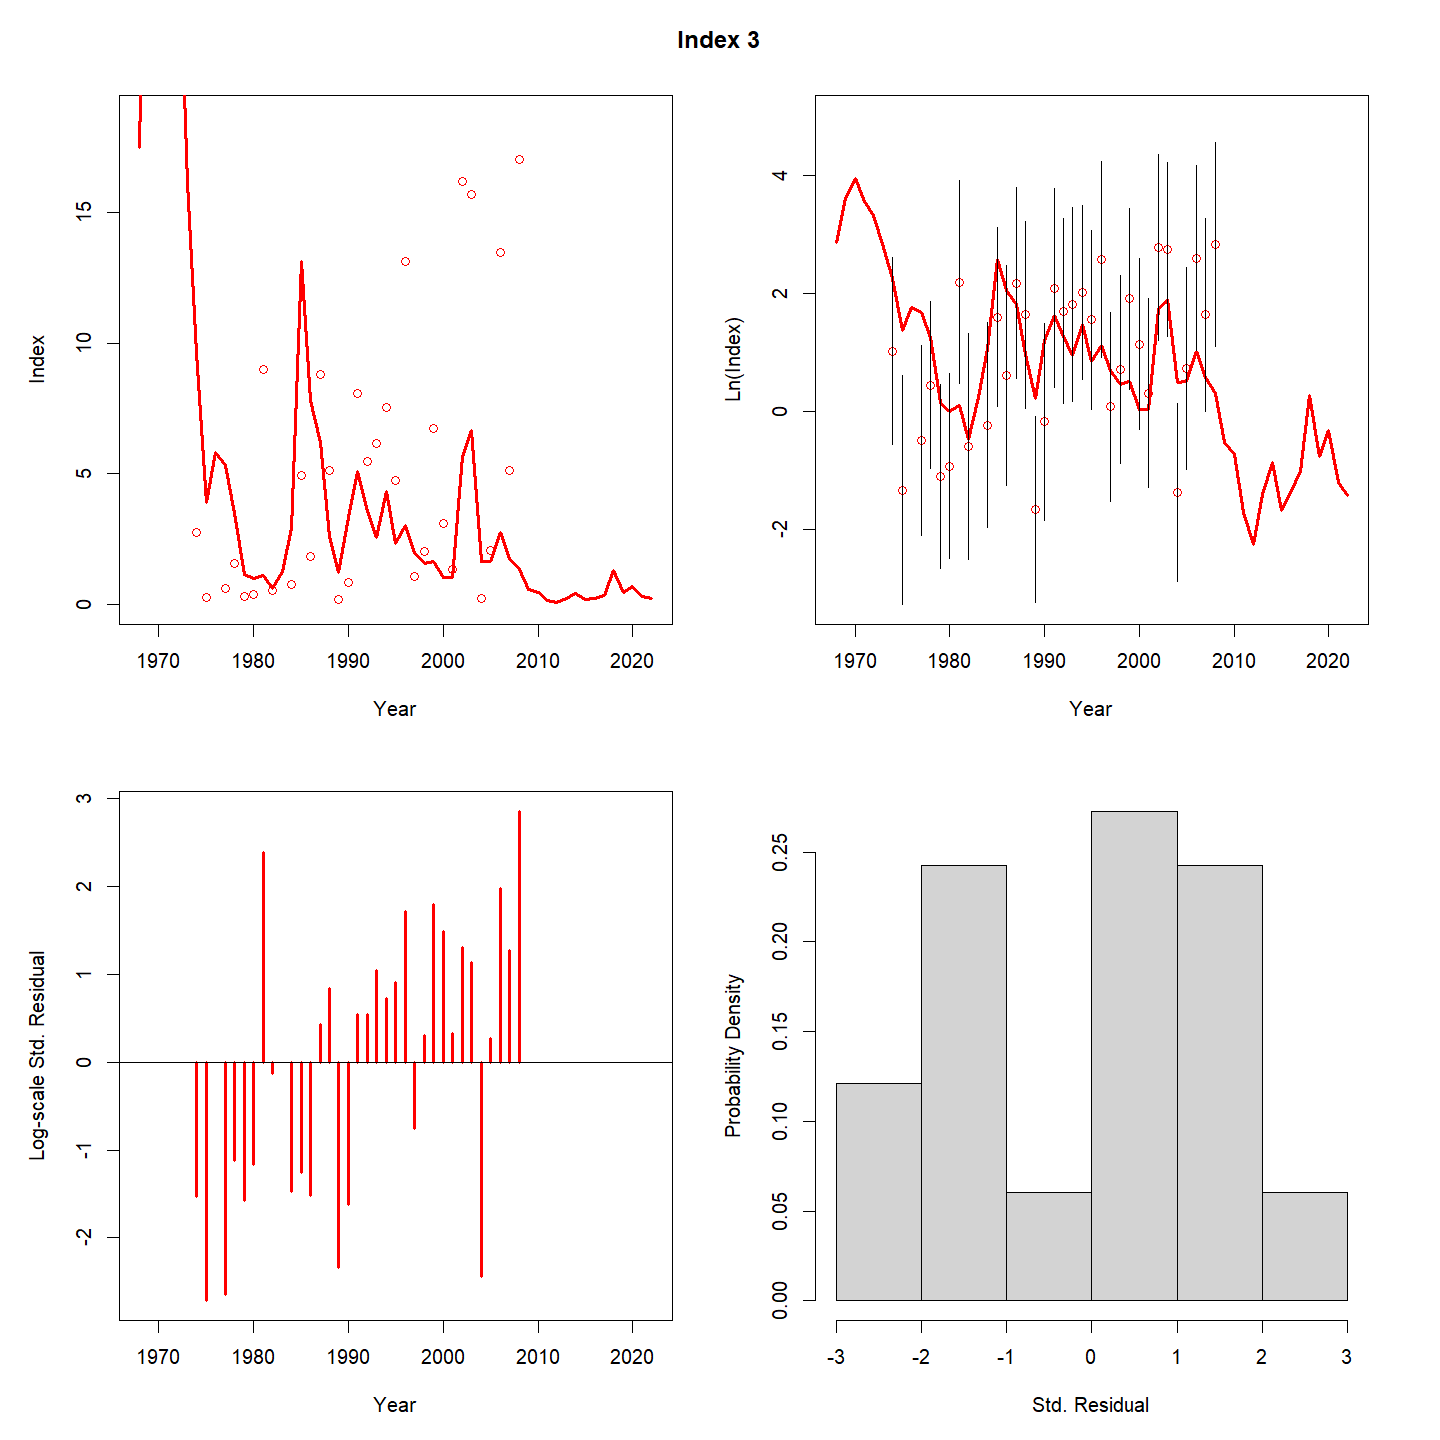 Index 3
Index
0 5 10 15
1970 1980 1990 2000 2010 2020
Year
Ln(Index)
-2 0 2 4
1970 1980 1990 2000 2010 2020
Year
Log-scale Std. Residual
-2 -1 0 1 2 3
1970 1980 1990 2000 2010 2020
Year
Probability Density
0.00 0.05 0.10 0.15 0.20 0.25
-3 -2 -1 0 1 2 3
Std. Residual